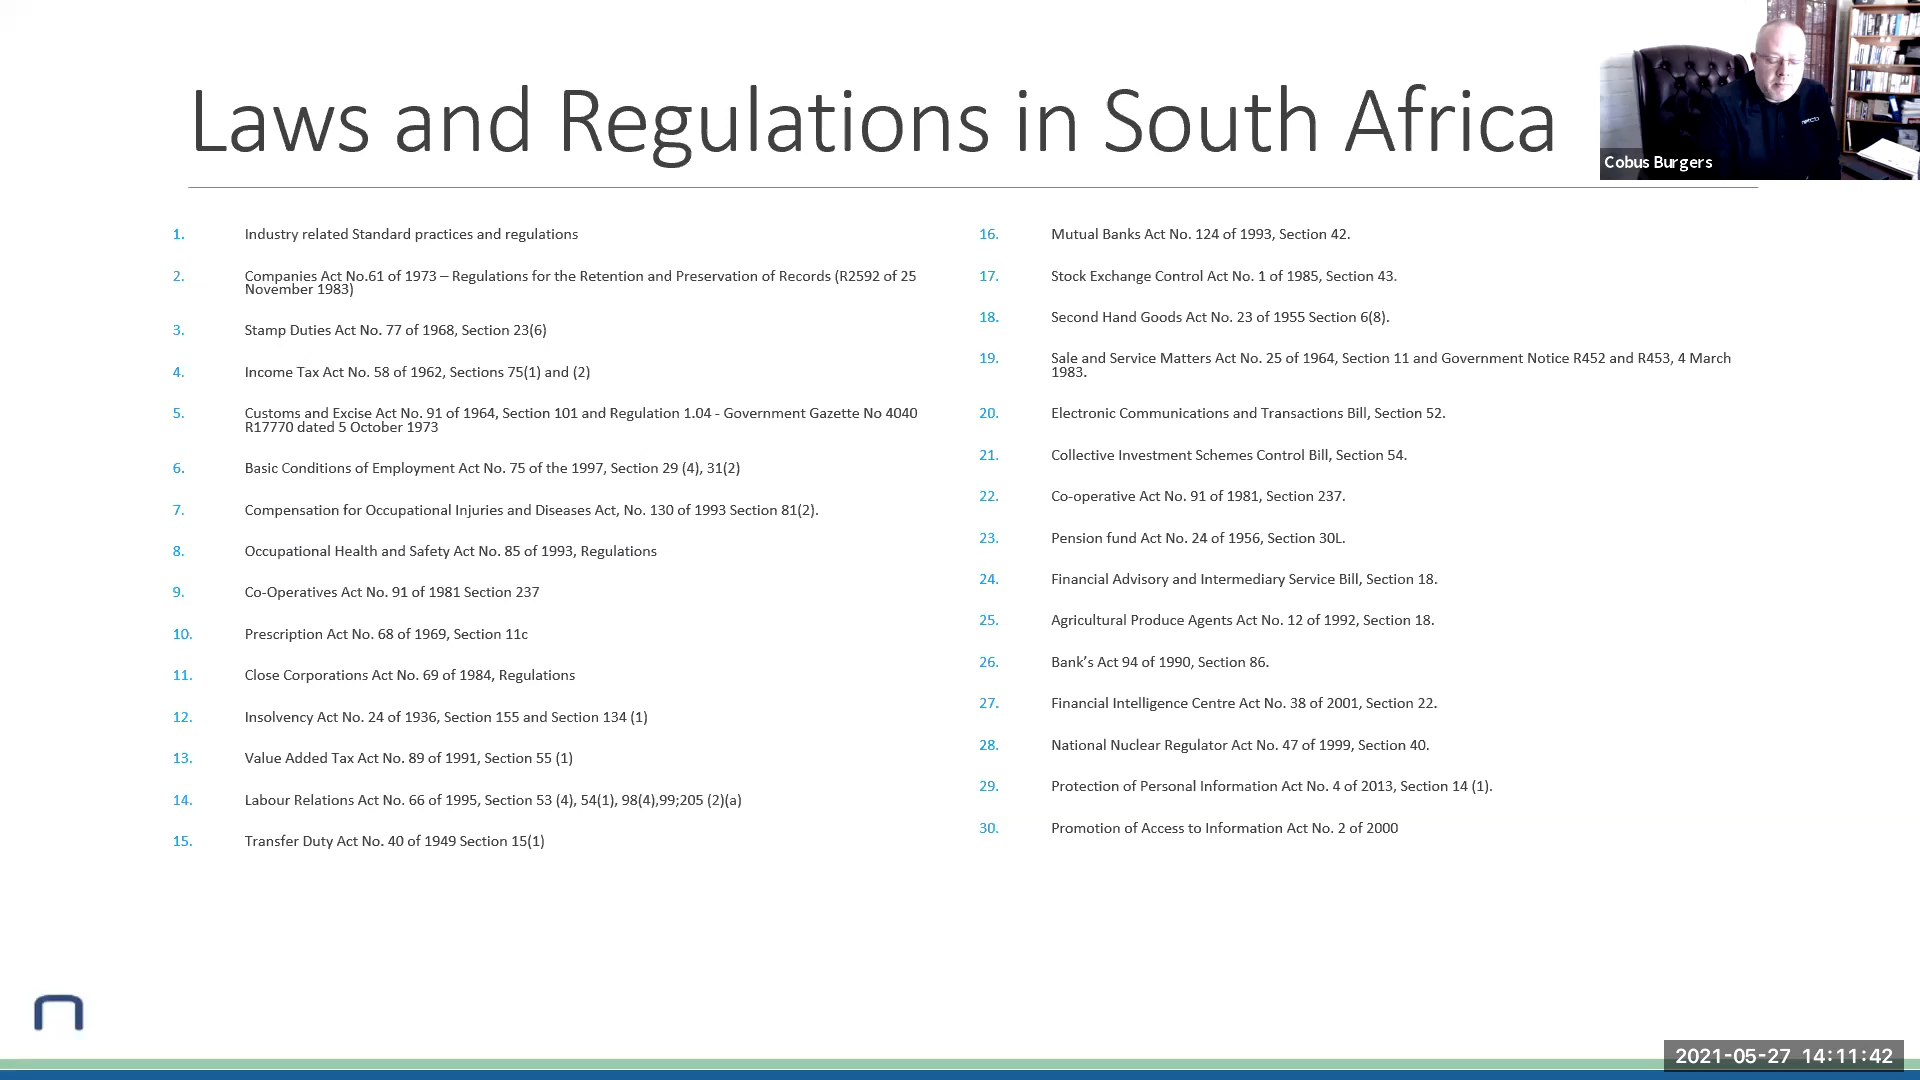 Laws and Regulations in South Africa
Cobus Burgers
1. Industry related Standard practices and regulations
2. Companies Act No.61 of 1973 – Regulations for the Retention and Preservation of Records (R2592 of 25
November 1983)
3. Stamp Duties Act No. 77 of 1968, Section 23(6)
4. Income Tax Act No. 58 of 1962, Sections 75(1) and (2)
5. Customs and Excise Act No. 91 of 1964, Section 101 and Regulation 1.04 - Government Gazette No 4040
R17770 dated 5 October 1973
6. Basic Conditions of Employment Act No. 75 of the 1997, Section 29 (4), 31(2)
7. Compensation for Occupational Injuries and Diseases Act, No. 130 of 1993 Section 81(2).
8. Occupational Health and Safety Act No. 85 of 1993, Regulations
9. Co-Operatives Act No. 91 of 1981 Section 237
10. Prescription Act No. 68 of 1969, Section 11c
11. Close Corporations Act No. 69 of 1984, Regulations
12. Insolvency Act No. 24 of 1936, Section 155 and Section 134 (1)
13. Value Added Tax Act No. 89 of 1991, Section 55 (1)
14. Labour Relations Act No. 66 of 1995, Section 53 (4), 54(1), 98(4),99;205 (2)(a)
15. Transfer Duty Act No. 40 of 1949 Section 15(1)
16. Mutual Banks Act No. 124 of 1993, Section 42.
17. Stock Exchange Control Act No. 1 of 1985, Section 43.
18. Second Hand Goods Act No. 23 of 1955 Section 6(8).
19. Sale and Service Matters Act No. 25 of 1964, Section 11 and Government Notice R452 and R453, 4 March
1983.
20. Electronic Communications and Transactions Bill, Section 52.
21. Collective Investment Schemes Control Bill, Section 54.
22. Co-operative Act No. 91 of 1981, Section 237.
23. Pension fund Act No. 24 of 1956, Section 30L.
24. Financial Advisory and Intermediary Service Bill, Section 18.
25. Agricultural Produce Agents Act No. 12 of 1992, Section 18.
26. Bank’s Act 94 of 1990, Section 86.
27. Financial Intelligence Centre Act No. 38 of 2001, Section 22.
28. National Nuclear Regulator Act No. 47 of 1999, Section 40.
29. Protection of Personal Information Act No. 4 of 2013, Section 14 (1).
30. Promotion of Access to Information Act No. 2 of 2000
2021-05-27 14:11:42